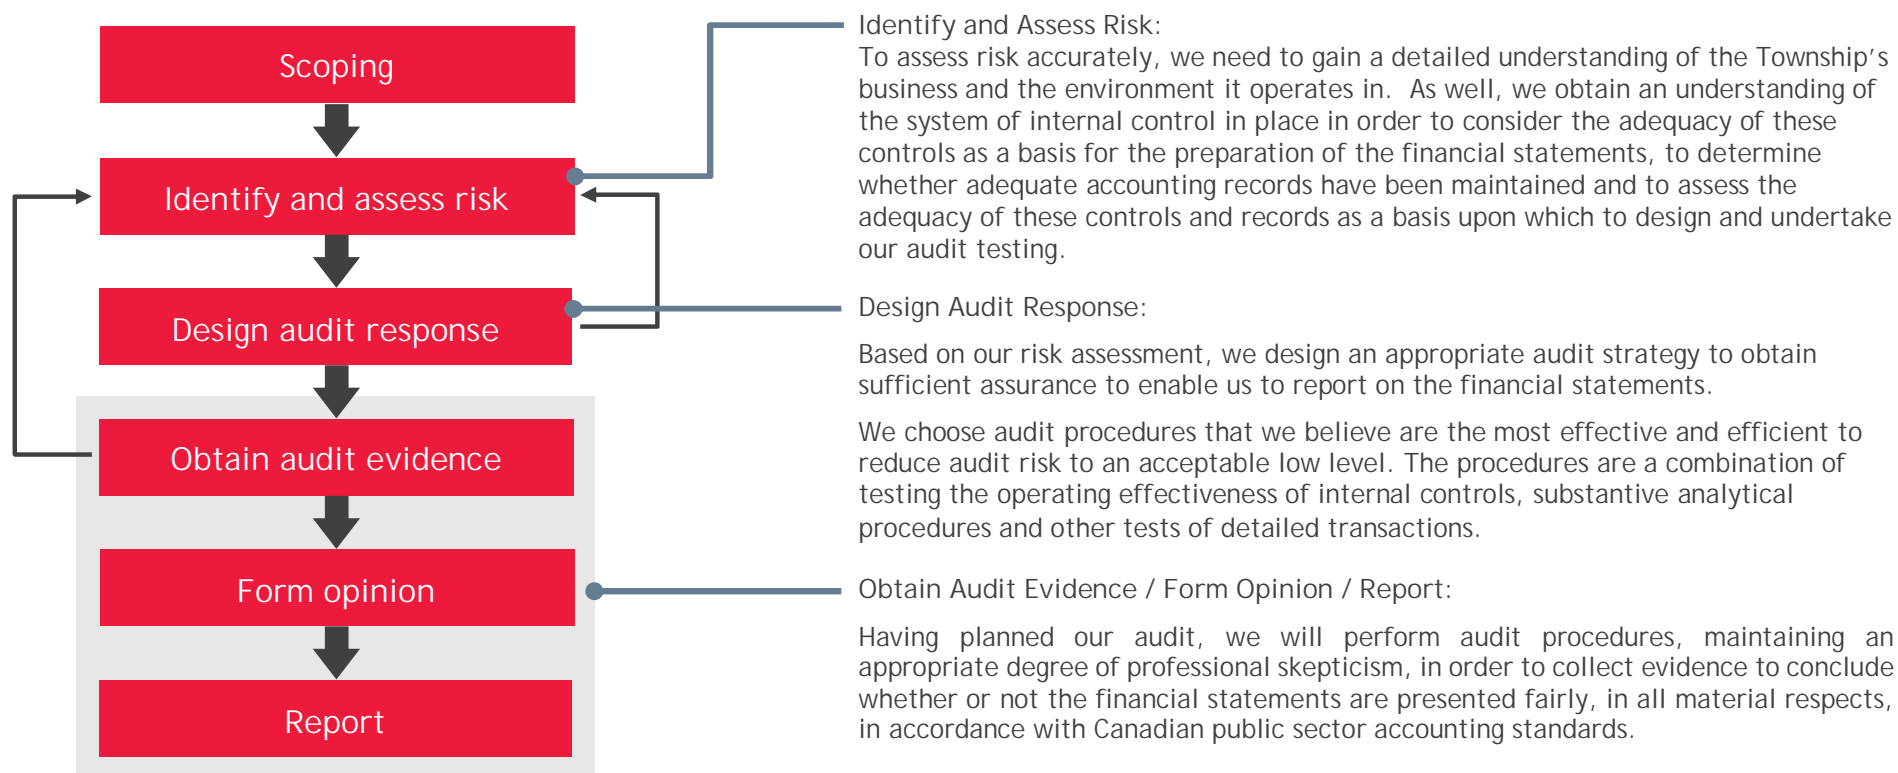 Scoping
Identify and assess risk
Design audit response
Obtain audit evidence
Form opinion
Report
Identify and Assess Risk:
To assess risk accurately, we need to gain a detailed understanding of the Township’s
business and the environment it operates in.  As well, we obtain an understanding of
the system of internal control in place in order to consider the adequacy of these
controls as a basis for the preparation of the financial statements, to determine
whether adequate accounting records have been maintained and to assess the
adequacy of these controls and records as a basis upon which to design and undertake
our audit testing.
Design Audit Response:
Based on our risk assessment, we design an appropriate audit strategy to obtain
sufficient assurance to enable us to report on the financial statements.
We choose audit procedures that we believe are the most effective and efficient to
reduce audit risk to an acceptable low level. The procedures are a combination of
testing the operating effectiveness of internal controls, substantive analytical
procedures and other tests of detailed transactions.
Obtain Audit Evidence / Form Opinion / Report:
Having planned our audit, we will perform audit procedures, maintaining an
appropriate degree of professional skepticism, in order to collect evidence to conclude
whether or not the financial statements are presented fairly, in all material respects,
in accordance with Canadian public sector accounting standards.